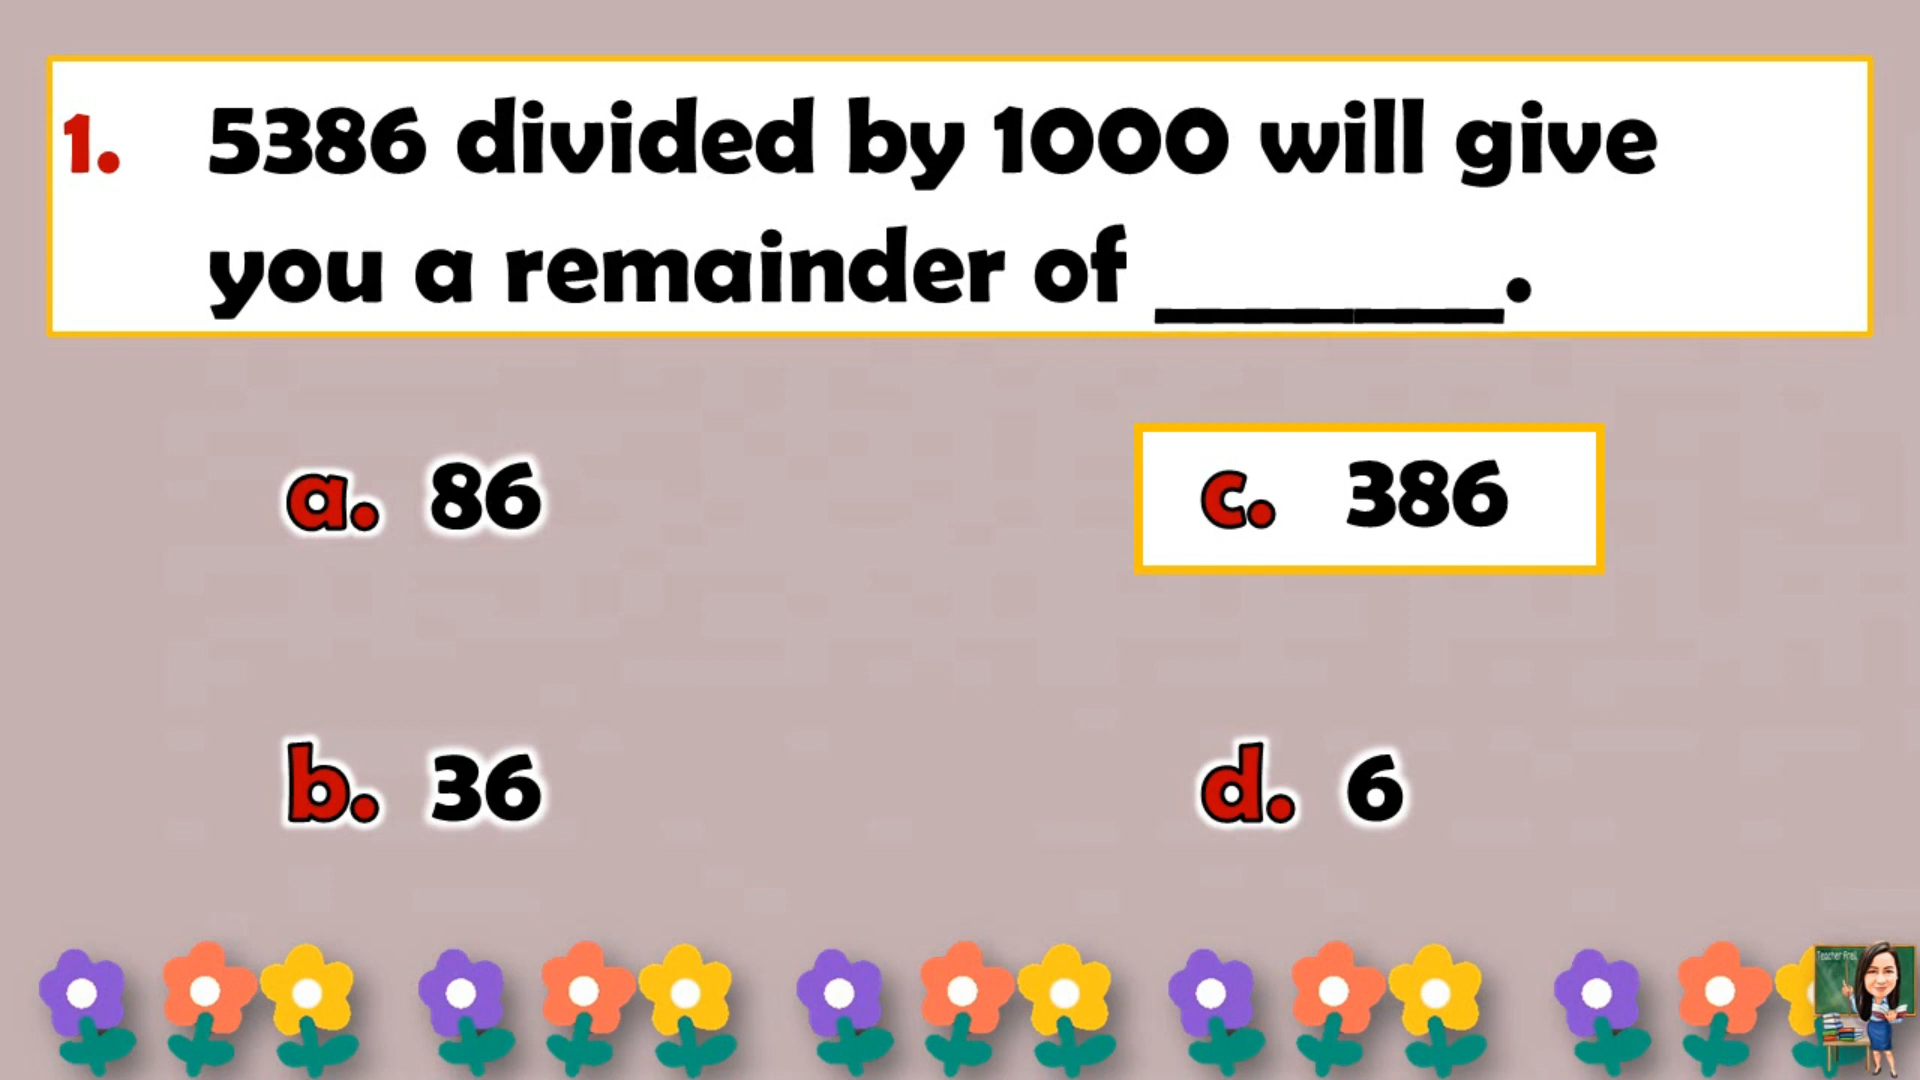 1. 5386 divided by 1000 will give
you a remainder of _______.
a. 86
c. 386
b. 36
d. 6